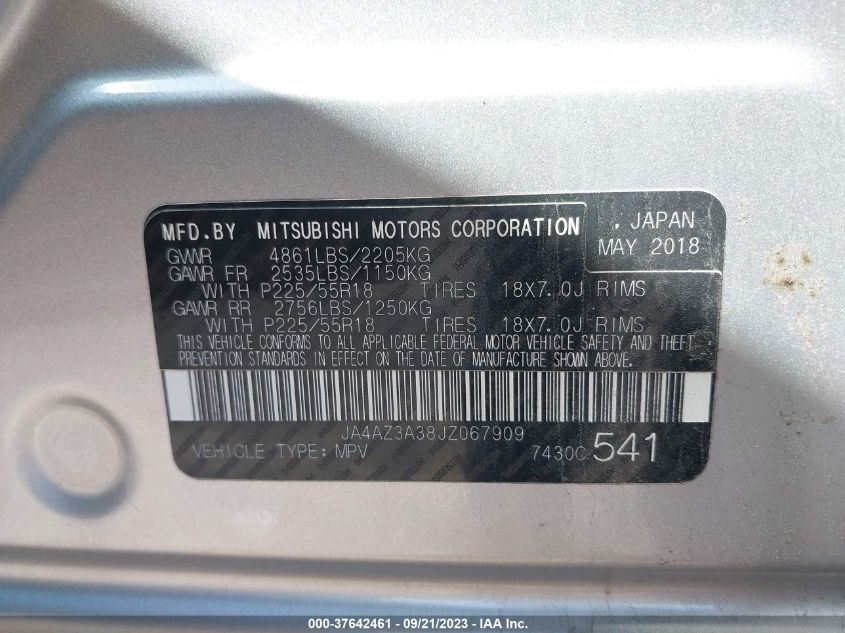 MFD.BY MITSUBISHI MOTORS CORPORATION . JAPAN
GVWR 4861LBS/2205KG MAY 2018
GAWR FR 2535LBS/1150KG
WITH P225/55R18 TIRES 18X7.0J RIMS
GAWR RR 2756LBS/1250KG
WITH P225/55R18 TIRES 18X7.0J RIMS
THIS VEHICLE CONFORMS TO ALL APPLICABLE FEDERAL MOTOR VEHICLE SAFETY AND THEFT
PREVENTION STANDARDS IN EFFECT ON THE DATE OF MANUFACTURE SHOWN ABOVE.
JA4AZ3A38JZ067909
VEHICLE TYPE: MPV 7430C 541
000-37642461 - 09/21/2023 - IAA Inc.